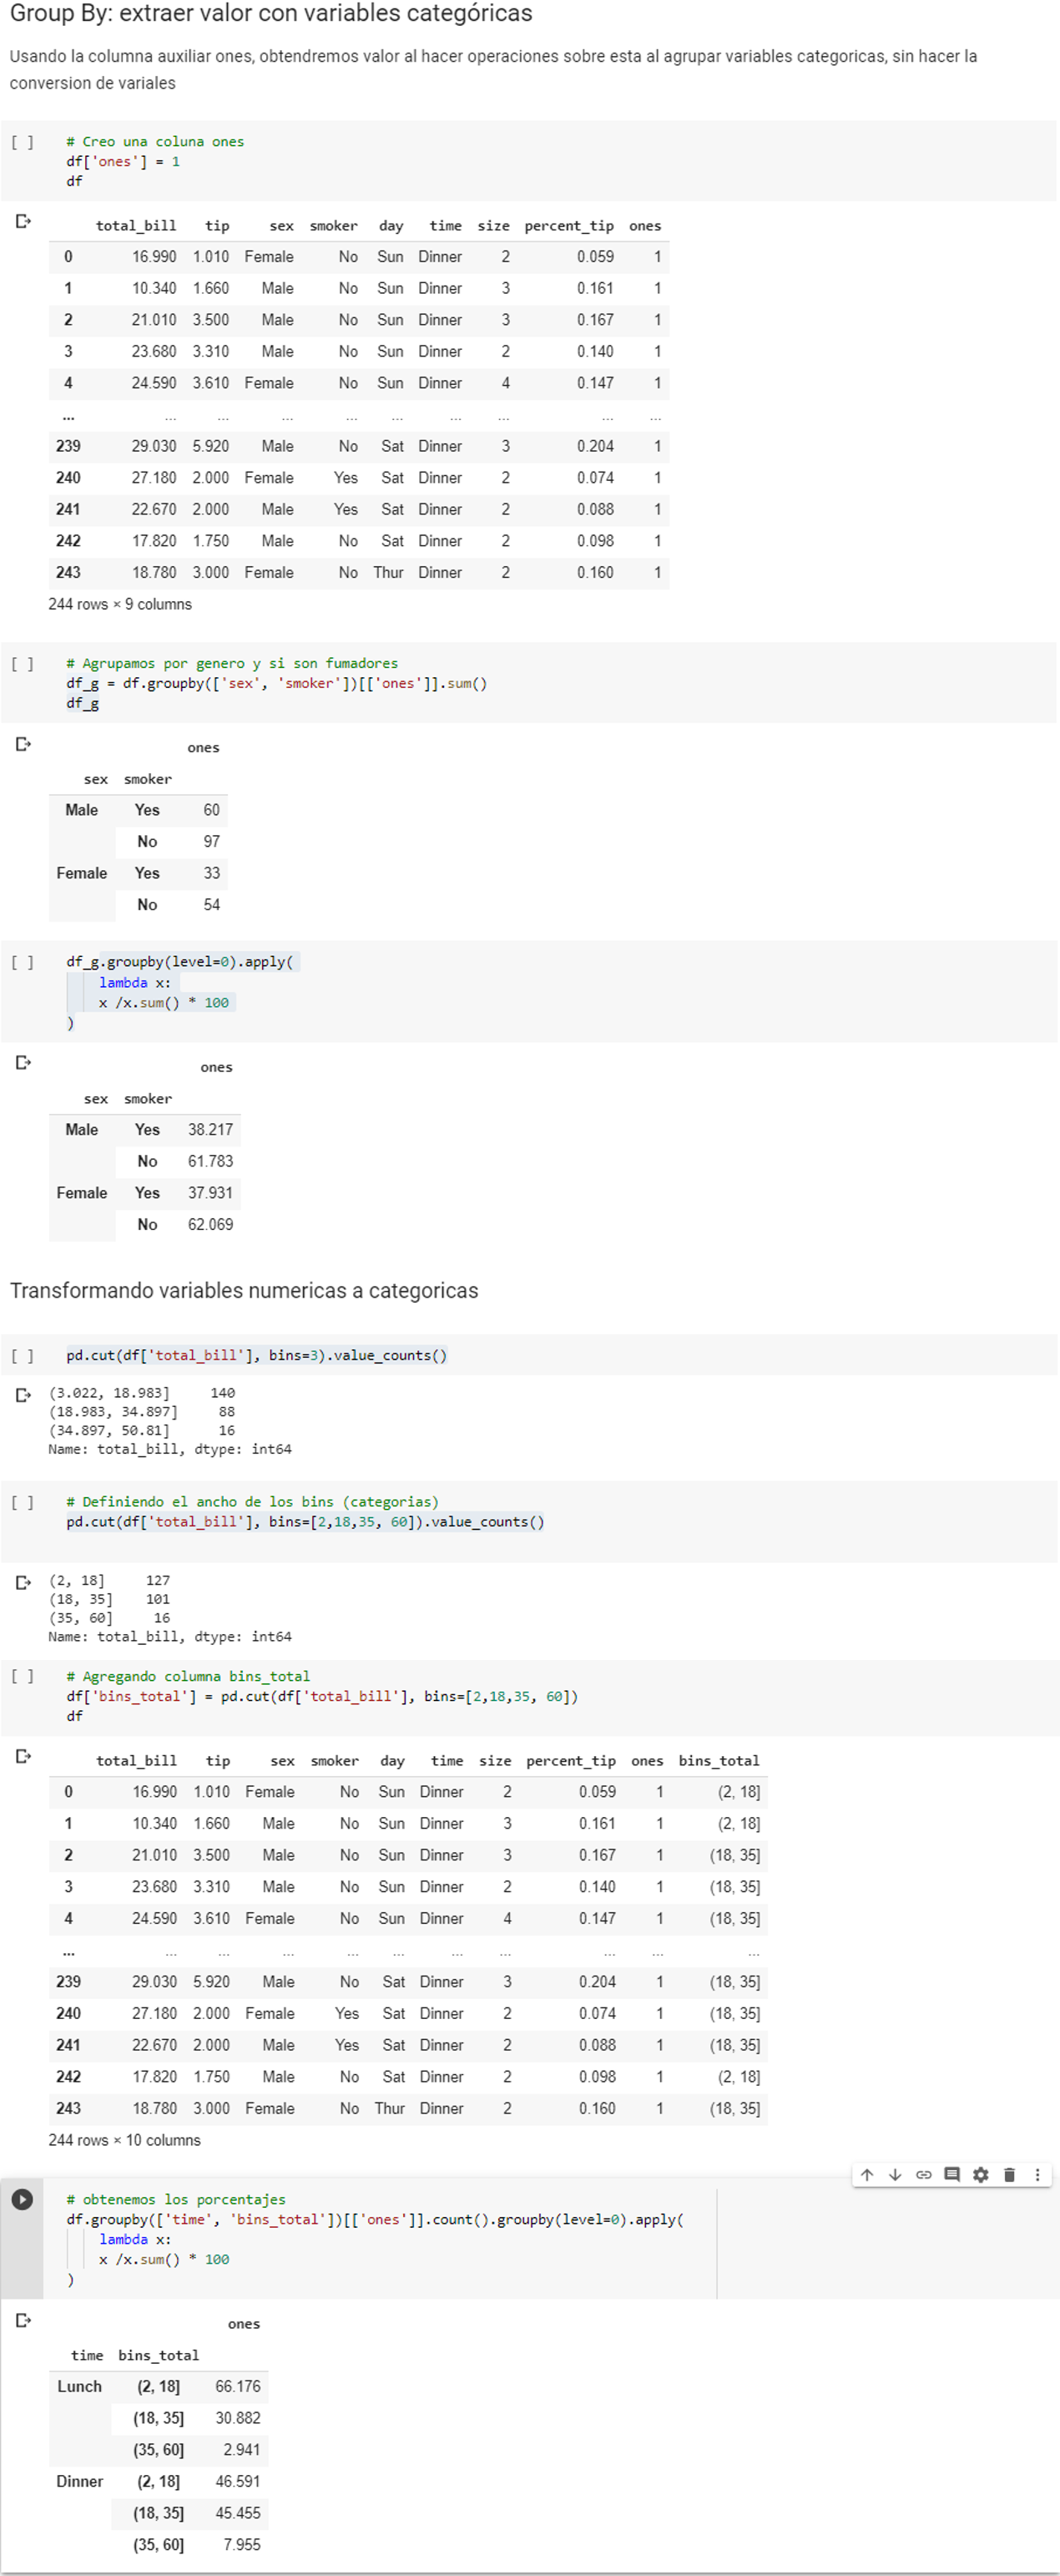 Group By: extraer valor con variables categóricas
Usando la columna auxiliar ones, obtendremos valor al hacer operaciones sobre esta al agrupar variables categoricas, sin hacer la
conversion de variales
[ ] # Creo una coluna ones
df['ones'] = 1
df
total_bill tip sex smoker day time size percent_tip ones
0 16.990 1.010 Female No Sun Dinner 2 0.059 1
1 10.340 1.660 Male No Sun Dinner 3 0.161 1
2 21.010 3.500 Male No Sun Dinner 3 0.167 1
3 23.680 3.310 Male No Sun Dinner 2 0.140 1
4 24.590 3.610 Female No Sun Dinner 4 0.147 1
... ... ... ... ... ... ... ... ... ...
239 29.030 5.920 Male No Sat Dinner 3 0.204 1
240 27.180 2.000 Female Yes Sat Dinner 2 0.074 1
241 22.670 2.000 Male Yes Sat Dinner 2 0.088 1
242 17.820 1.750 Male No Sat Dinner 2 0.098 1
243 18.780 3.000 Female No Thur Dinner 2 0.160 1
244 rows × 9 columns
[ ] # Agrupamos por genero y si son fumadores
df_g = df.groupby(['sex', 'smoker'])[['ones']].sum()
df_g
ones
sex smoker
Male Yes 60
No 97
Female Yes 33
No 54
[ ] df_g.groupby(level=0).apply(
lambda x:
x /x.sum() * 100
)
ones
sex smoker
Male Yes 38.217
No 61.783
Female Yes 37.931
No 62.069
Transformando variables numericas a categoricas
[ ] pd.cut(df['total_bill'], bins=3).value_counts()
(3.022, 18.983] 140
(18.983, 34.897] 88
(34.897, 50.81] 16
Name: total_bill, dtype: int64
[ ] # Definiendo el ancho de los bins (categorias)
pd.cut(df['total_bill'], bins=[2,18,35, 60]).value_counts()
(2, 18] 127
(18, 35] 101
(35, 60] 16
Name: total_bill, dtype: int64
[ ] # Agregando columna bins_total
df['bins_total'] = pd.cut(df['total_bill'], bins=[2,18,35, 60])
df
total_bill tip sex smoker day time size percent_tip ones bins_total
0 16.990 1.010 Female No Sun Dinner 2 0.059 1 (2, 18]
1 10.340 1.660 Male No Sun Dinner 3 0.161 1 (2, 18]
2 21.010 3.500 Male No Sun Dinner 3 0.167 1 (18, 35]
3 23.680 3.310 Male No Sun Dinner 2 0.140 1 (18, 35]
4 24.590 3.610 Female No Sun Dinner 4 0.147 1 (18, 35]
... ... ... ... ... ... ... ... ... ... ...
239 29.030 5.920 Male No Sat Dinner 3 0.204 1 (18, 35]
240 27.180 2.000 Female Yes Sat Dinner 2 0.074 1 (18, 35]
241 22.670 2.000 Male Yes Sat Dinner 2 0.088 1 (18, 35]
242 17.820 1.750 Male No Sat Dinner 2 0.098 1 (2, 18]
243 18.780 3.000 Female No Thur Dinner 2 0.160 1 (18, 35]
244 rows × 10 columns
# obtenemos los porcentajes
df.groupby(['time', 'bins_total'])[['ones']].count().groupby(level=0).apply(
lambda x:
x /x.sum() * 100
)
ones
time bins_total
Lunch (2, 18] 66.176
(18, 35] 30.882
(35, 60] 2.941
Dinner (2, 18] 46.591
(18, 35] 45.455
(35, 60] 7.955